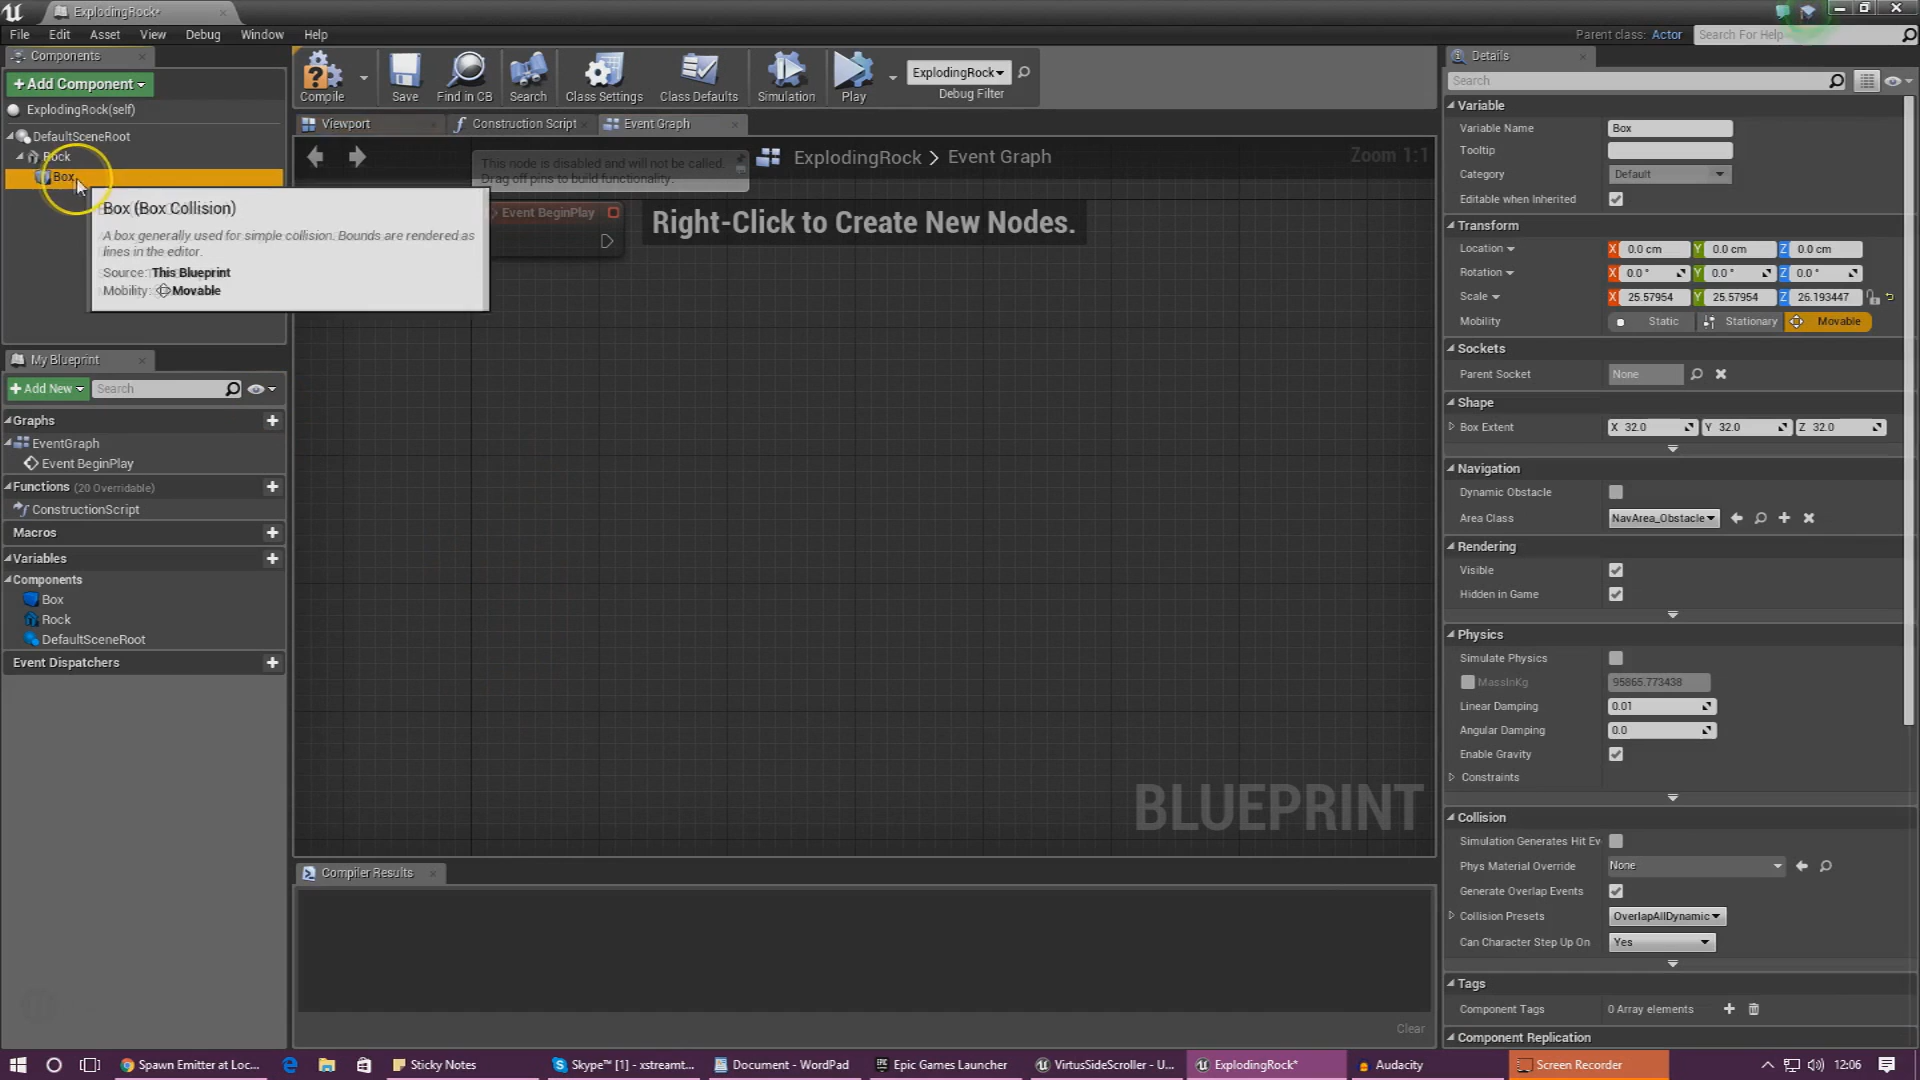 ExplodingRock*
File Edit Asset View Debug Window Help
Parent class: Actor
Search For Help
Components
+Add Component
ExplodingRock(self)
DefaultSceneRoot
Rock
Box
Box (Box Collision)
A box generally used for simple collision. Bounds are rendered as
lines in the editor.
Source: This Blueprint
Mobility: Movable
Compile Save Find in CB Search Class Settings Class Defaults Simulation Play
ExplodingRock
Debug Filter
Viewport Construction Script Event Graph
This node is disabled and will not be called.
Drag off pins to build functionality.
ExplodingRock > Event Graph
Zoom 1:1
Event BeginPlay
Right-Click to Create New Nodes.
BLUEPRINT
My Blueprint
+Add New Search
Graphs
EventGraph
Event BeginPlay
Functions (20 Overridable)
ConstructionScript
Macros
Variables
Components
Box
Rock
DefaultSceneRoot
Event Dispatchers
Compiler Results
Clear
Details
Search
Variable
Variable Name Box
Tooltip
Category Default
Editable when Inherited
Transform
Location X 0.0 cm Y 0.0 cm Z 0.0 cm
Rotation X 0.0 ° Y 0.0 ° Z 0.0 °
Scale X 25.57954 Y 25.57954 Z 26.193447
Mobility Static Stationary Movable
Sockets
Parent Socket None
Shape
Box Extent X 32.0 Y 32.0 Z 32.0
Navigation
Dynamic Obstacle
Area Class NavArea_Obstacle
Rendering
Visible
Hidden in Game
Physics
Simulate Physics
MassInKg 95865.773438
Linear Damping 0.01
Angular Damping 0.0
Enable Gravity
Constraints
Collision
Simulation Generates Hit Ev
Phys Material Override None
Generate Overlap Events
Collision Presets OverlapAllDynamic
Can Character Step Up On Yes
Tags
Component Tags 0 Array elements
Component Replication
Spawn Emitter at Loc... Sticky Notes Skype™ [1] - xstreamt... Document - WordPad Epic Games Launcher VirtusSideScroller - U... ExplodingRock* Audacity Screen Recorder 12:06